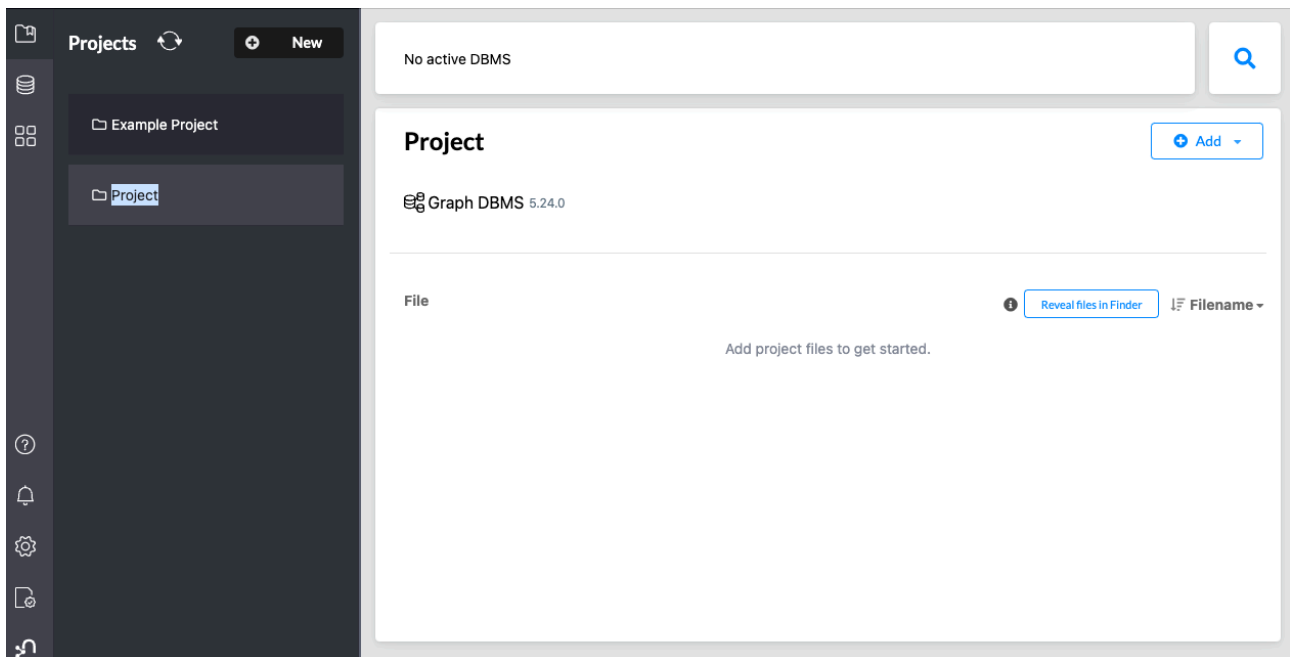 Projects
New
Example Project
Project
No active DBMS
Project
Add
Graph DBMS 5.24.0
File
Reveal files in Finder
Filename
Add project files to get started.